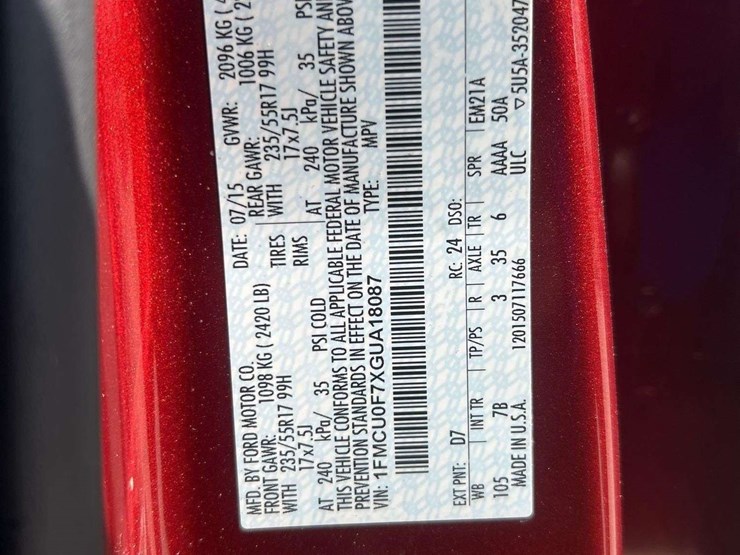 MFD. BY FORD MOTOR CO.
DATE: 07/15 GVWR: 2096 KG
FRONT GAWR: 1098 KG ( 2420 LB) REAR GAWR: 1006 KG
WITH 235/55R17 99H TIRES WITH 235/55R17 99H
17x7.5J RIMS 17x7.5J
AT 240 kPa/ 35 PSI COLD AT 240 kPa/ 35 PSI
THIS VEHICLE CONFORMS TO ALL APPLICABLE FEDERAL MOTOR VEHICLE SAFETY AN
PREVENTION STANDARDS IN EFFECT ON THE DATE OF MANUFACTURE SHOWN ABOV
VIN: 1FMCU0F7XGUA18087 TYPE: MPV
EXT PNT: D7 RC: 24 DSO:
WB INT TR TP/PS R AXLE TR SPR EM21A
105 7B 3 35 6 AAAA 50A
MADE IN U.S.A. 1201507117666 ULC ▽5U5A-352047